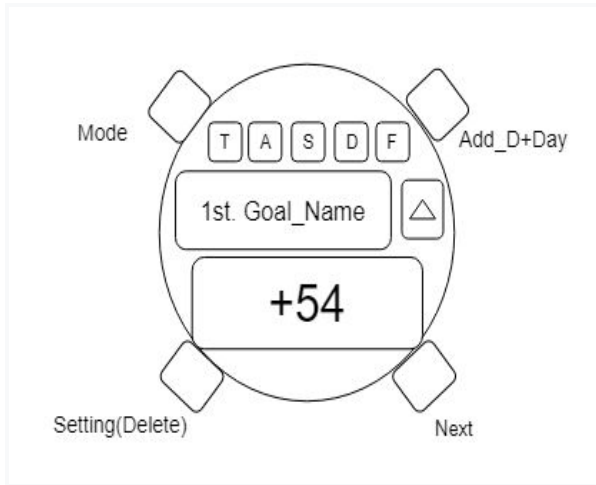 Mode
Add_D+Day
T A S D F
1st. Goal_Name
+54
Setting(Delete)
Next